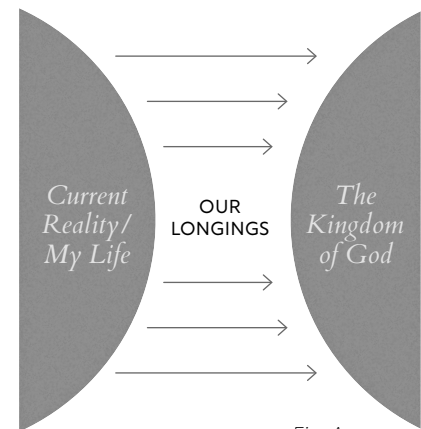 Current
Reality/
My Life
OUR
LONGINGS
The
Kingdom
of God